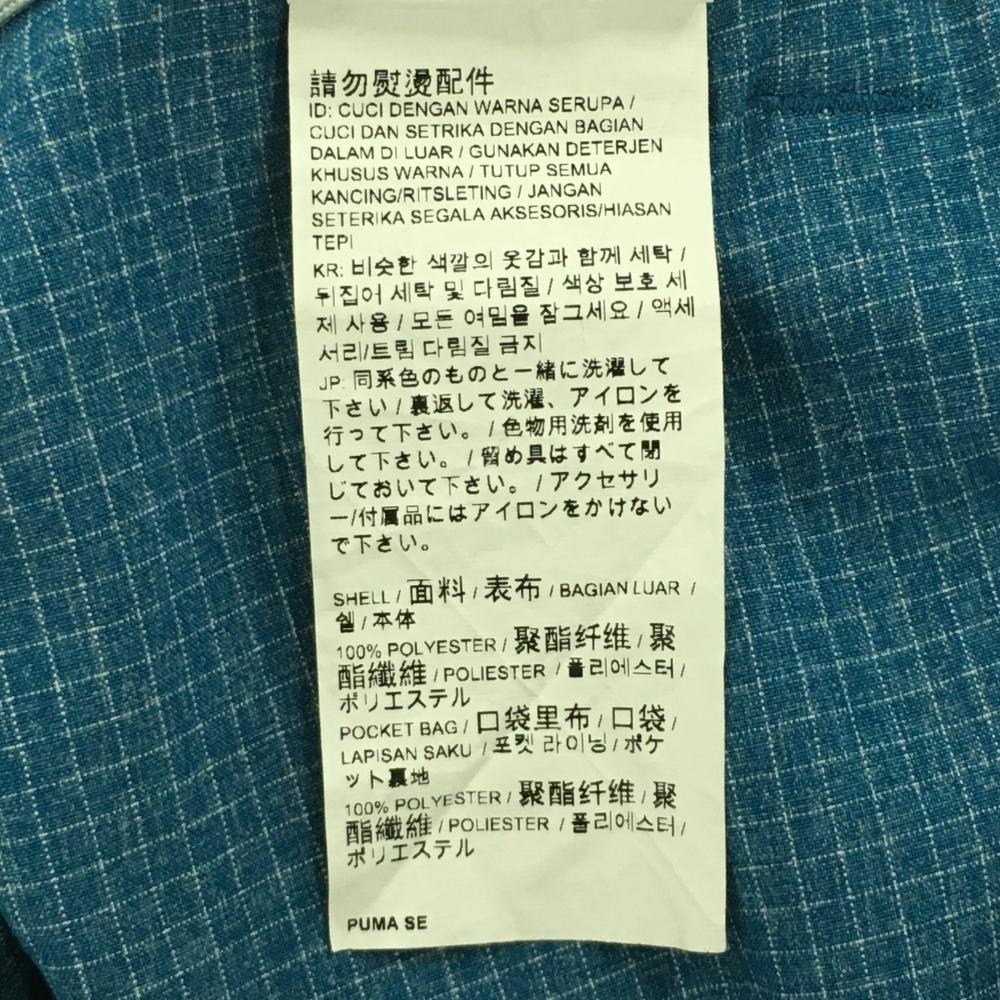 請勿熨燙配件
ID: CUCI DENGAN WARNA SERUPA /
CUCI DAN SETRIKA DENGAN BAGIAN
DALAM DI LUAR / GUNAKAN DETERJEN
KHUSUS WARNA / TUTUP SEMUA
KANCING/RITSLETING / JANGAN
SETERIKA SEGALA AKSESORIS/HIASAN
TEPI
KR: 비슷한 색깔의 옷감과 함께 세탁 /
뒤집어 세탁 및 다림질 / 색상 보호 세
제 사용 / 모든 여밈을 잠그세요 / 액세
서리/트림 다림질 금지
JP: 同系色のものと一緒に洗濯して
下さい / 裏返して洗濯、アイロンを
行って下さい。 / 色物用洗剤を使用
して下さい。 / 留め具はすべて閉
じておいて下さい。 / アクセサリ
ー/付属品にはアイロンをかけない
で下さい。
SHELL / 面料 / 表布 / BAGIAN LUAR /
쉘 / 本体
100% POLYESTER / 聚酯纤维 / 聚
酯纖維 / POLIESTER / 폴리에스터 /
ポリエステル
POCKET BAG / 口袋里布 / 口袋 /
LAPISAN SAKU / 포켓 라이닝 / ポケ
ット裏地
100% POLYESTER / 聚酯纤维 / 聚
酯纖維 / POLIESTER / 폴리에스터 /
ポリエステル
PUMA SE